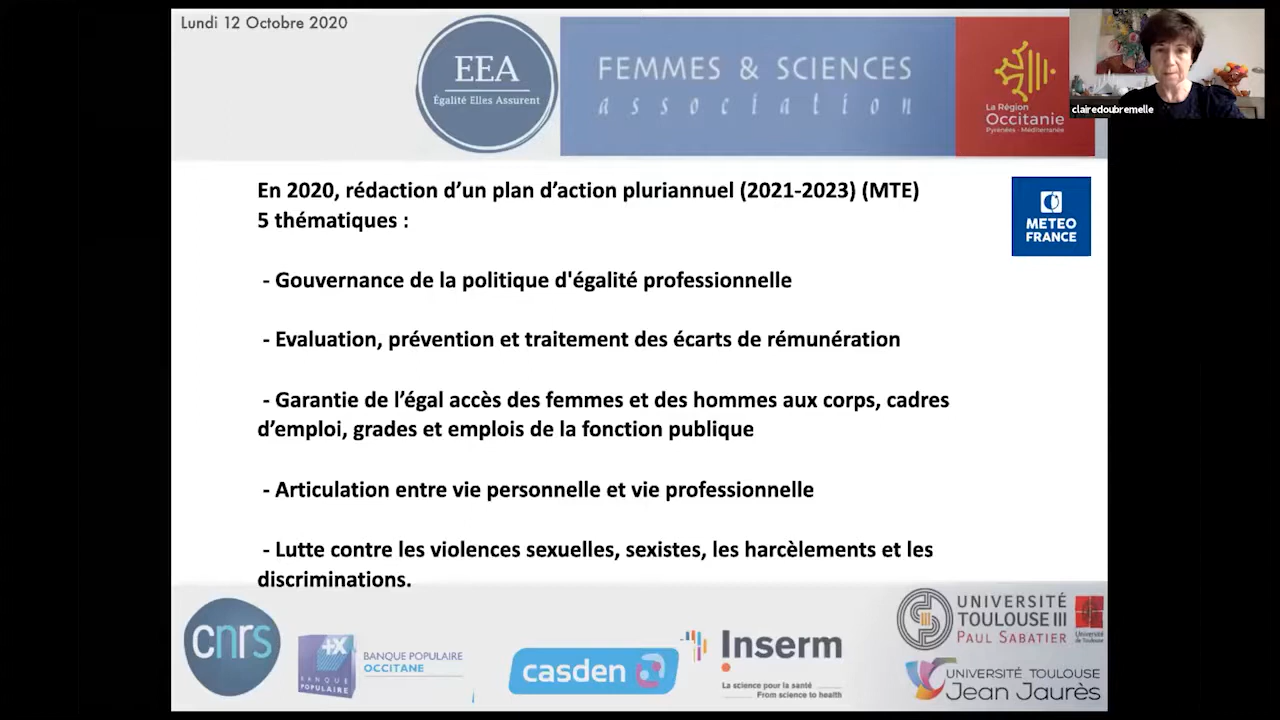 Lundi 12 Octobre 2020
EEA
Égalité Elles Assurent
FEMMES & SCIENCES
association
La Région
Occitanie
Pyrénées - Méditerranée
clairedoubremelle
En 2020, rédaction d’un plan d’action pluriannuel (2021-2023) (MTE)
5 thématiques :
METEO
FRANCE
- Gouvernance de la politique d'égalité professionnelle
- Evaluation, prévention et traitement des écarts de rémunération
- Garantie de l’égal accès des femmes et des hommes aux corps, cadres
d’emploi, grades et emplois de la fonction publique
- Articulation entre vie personnelle et vie professionnelle
- Lutte contre les violences sexuelles, sexistes, les harcèlements et les
discriminations.
cnrs
+X
BANQUE
POPULAIRE
BANQUE POPULAIRE
OCCITANE
casden
Inserm
La science pour la santé
From science to health
UNIVERSITÉ
TOULOUSE III
PAUL SABATIER
Université
de Toulouse
UNIVERSITÉ TOULOUSE
Jean Jaurès